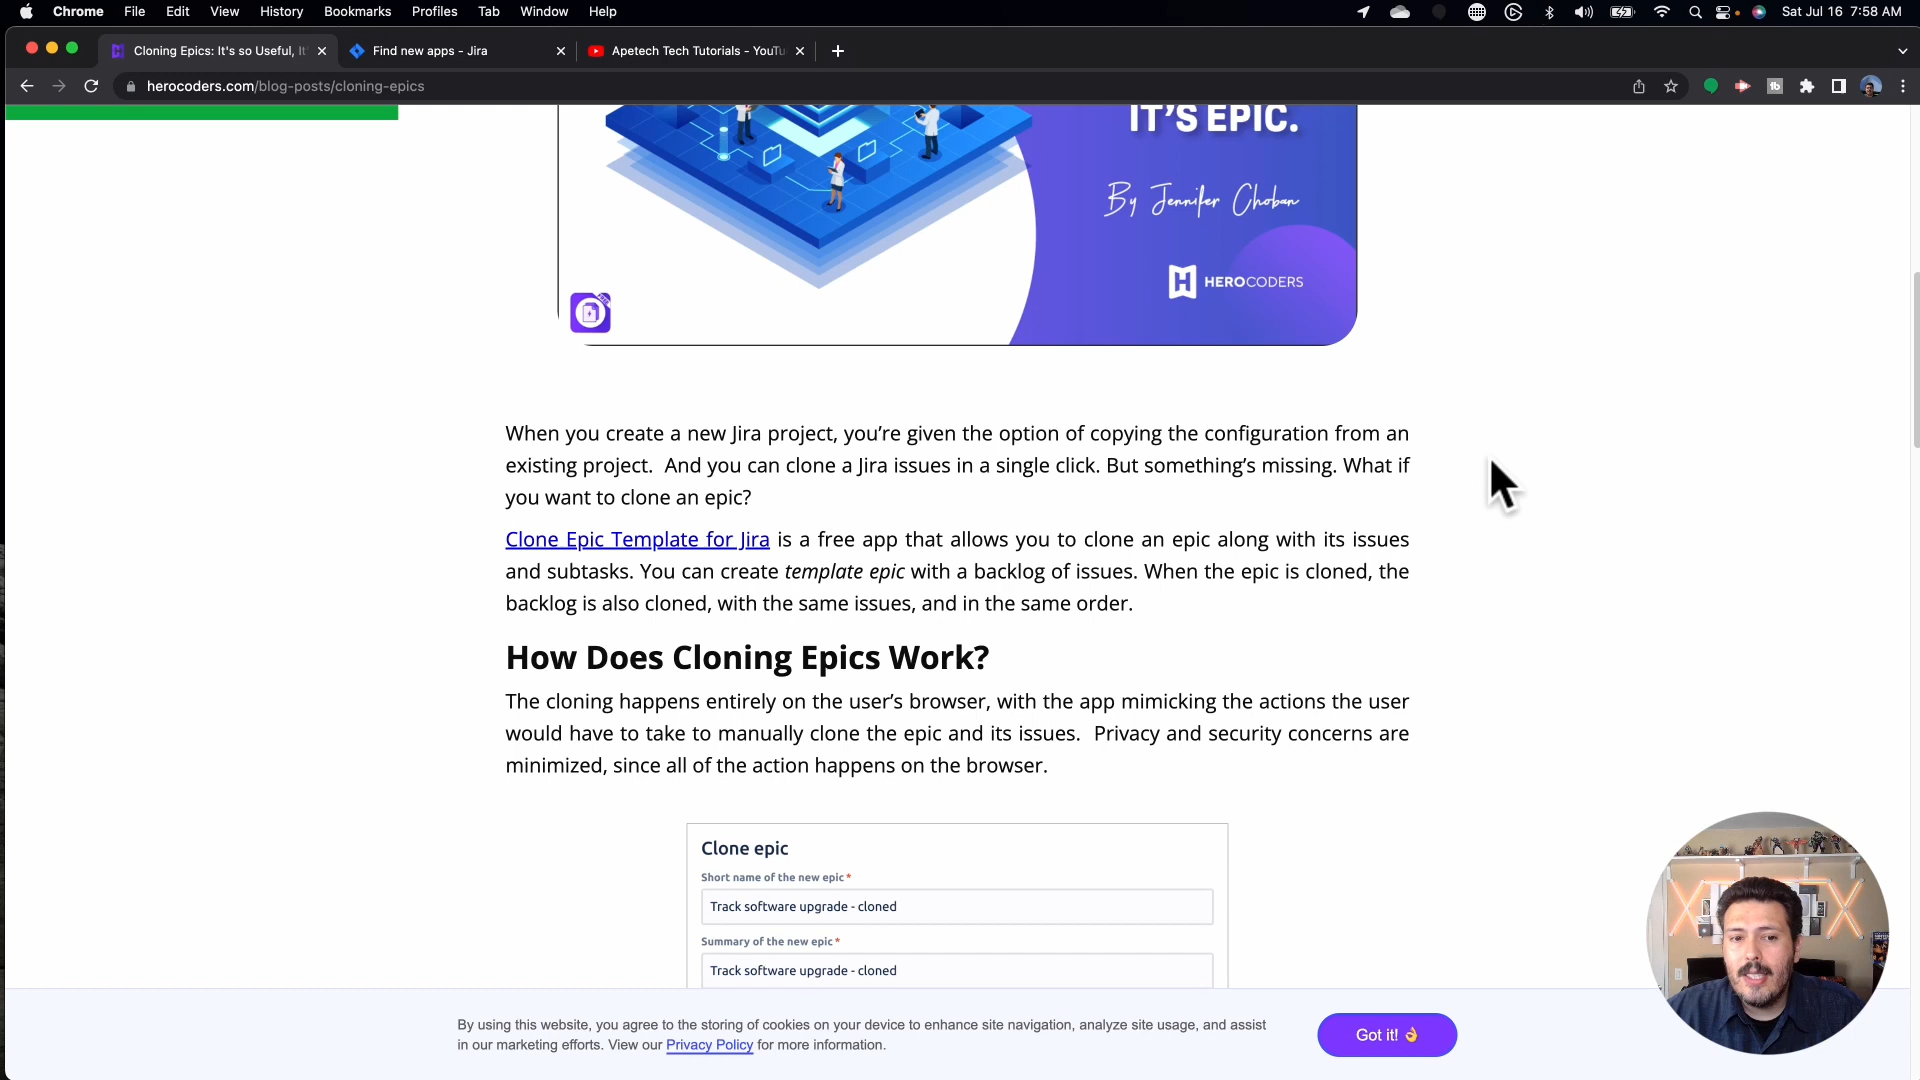 Chrome File Edit View History Bookmarks Profiles Tab Window Help Sat Jul 16 7:58 AM
Cloning Epics: It's so Useful, It' Find new apps - Jira Apetech Tech Tutorials - YouTu
herocoders.com/blog-posts/cloning-epics
IT'S EPIC.
By Jennifer Choban
HEROCODERS
When you create a new Jira project, you're given the option of copying the configuration from an
existing project. And you can clone a Jira issues in a single click. But something's missing. What if
you want to clone an epic?
Clone Epic Template for Jira is a free app that allows you to clone an epic along with its issues
and subtasks. You can create template epic with a backlog of issues. When the epic is cloned, the
backlog is also cloned, with the same issues, and in the same order.
How Does Cloning Epics Work?
The cloning happens entirely on the user's browser, with the app mimicking the actions the user
would have to take to manually clone the epic and its issues. Privacy and security concerns are
minimized, since all of the action happens on the browser.
Clone epic
Short name of the new epic *
Track software upgrade - cloned
Summary of the new epic *
Track software upgrade - cloned
By using this website, you agree to the storing of cookies on your device to enhance site navigation, analyze site usage, and assist
in our marketing efforts. View our Privacy Policy for more information.
Got it! 👌